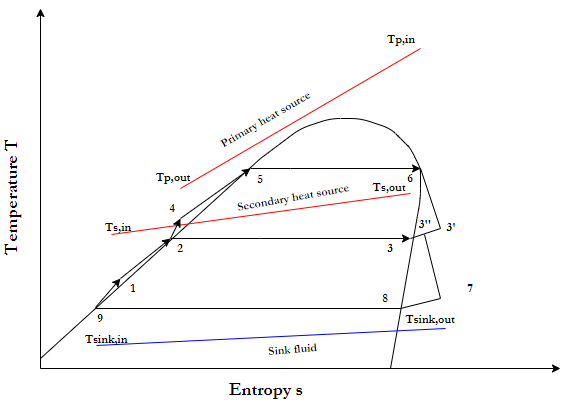 Tp,in
Primary heat source
Tp,out
5
6
Secondary heat source
Ts,out
4
Ts,in
3''
3'
2
3
1
8
7
9
Tsink,out
Tsink,in
Sink fluid
Temperature T
Entropy s